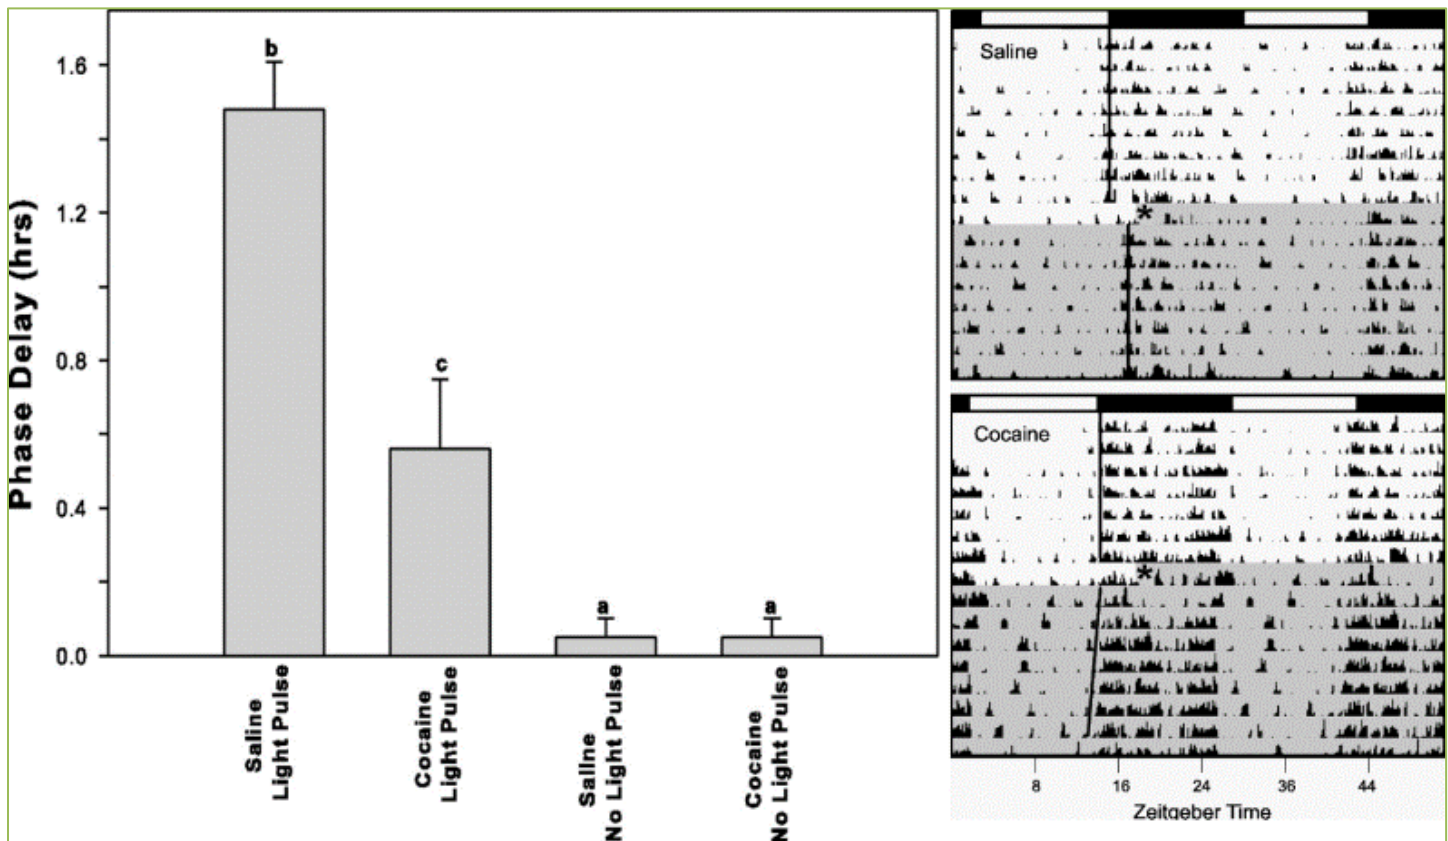 Phase Delay (hrs)
1.6
1.2
0.8
0.4
0.0
b
c
a
a
Saline
Light Pulse
Cocaine
Light Pulse
Saline
No Light Pulse
Cocaine
No Light Pulse
Saline
*
Cocaine
*
8 16 24 36 44
Zeitgeber Time